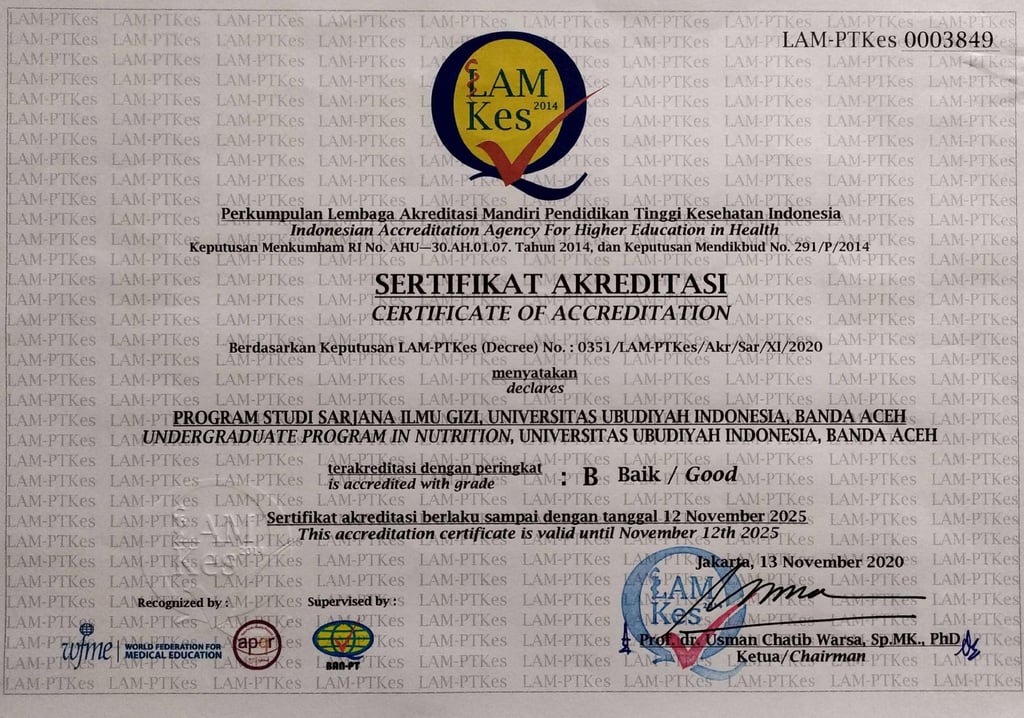 LAM-PTKes 0003849
LAM
Kes 2014
Perkumpulan Lembaga Akreditasi Mandiri Pendidikan Tinggi Kesehatan Indonesia
Indonesian Accreditation Agency For Higher Education in Health
Keputusan Menkumham RI No. AHU—30.AH.01.07. Tahun 2014, dan Keputusan Mendikbud No. 291/P/2014
SERTIFIKAT AKREDITASI
CERTIFICATE OF ACCREDITATION
Berdasarkan Keputusan LAM-PTKes (Decree) No. : 0351/LAM-PTKes/Akr/Sar/XI/2020
menyatakan
declares
PROGRAM STUDI SARJANA ILMU GIZI, UNIVERSITAS UBUDIYAH INDONESIA, BANDA ACEH
UNDERGRADUATE PROGRAM IN NUTRITION, UNIVERSITAS UBUDIYAH INDONESIA, BANDA ACEH
terakreditasi dengan peringkat
is accredited with grade : B Baik / Good
Sertifikat akreditasi berlaku sampai dengan tanggal 12 November 2025
This accreditation certificate is valid until November 12th 2025
Jakarta, 13 November 2020
LAM
Kes
Recognized by :
Supervised by :
wfme WORLD FEDERATION FOR
MEDICAL EDUCATION
BAN-PT
Prof. dr. Usman Chatib Warsa, Sp.MK., PhD
Ketua/Chairman